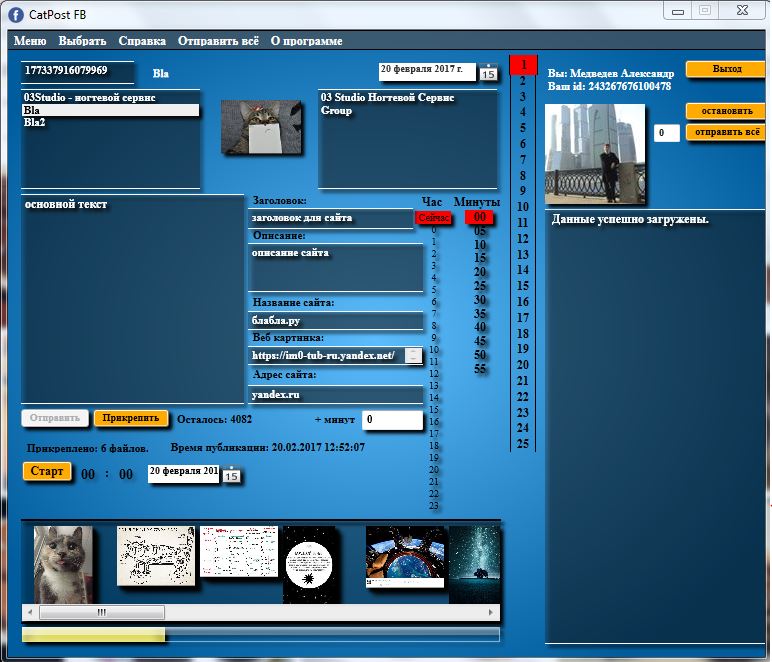 CatPost FB
Меню Выбрать Справка Отправить всё О программе
177337916079969
Bla
20 февраля 2017 г.
15
03Studio - ногтевой сервис
Bla
Bla2
03 Studio Ногтевой Сервис
Group
1
2
3
4
5
6
7
8
9
10
11
12
13
14
15
16
17
18
19
20
21
22
23
24
25
Вы: Медведев Александр
Ваш id: 243267676100478
Выход
остановить
0
отправить всё
Данные успешно загружены.
основной текст
Заголовок:
заголовок для сайта
Описание:
описание сайта
Название сайта:
блабла.ру
Веб картинка:
https://im0-tub-ru.yandex.net/
Адрес сайта:
yandex.ru
Час
Сейчас
0
1
2
3
4
5
6
7
8
9
10
11
12
13
14
15
16
17
18
19
20
21
22
23
Минуты
00
05
10
15
20
25
30
35
40
45
50
55
Отправить
Прикрепить
Осталось: 4082
+ минут
0
Прикреплено: 6 файлов.
Время публикации: 20.02.2017 12:52:07
Старт
00 : 00
20 февраля 201
15